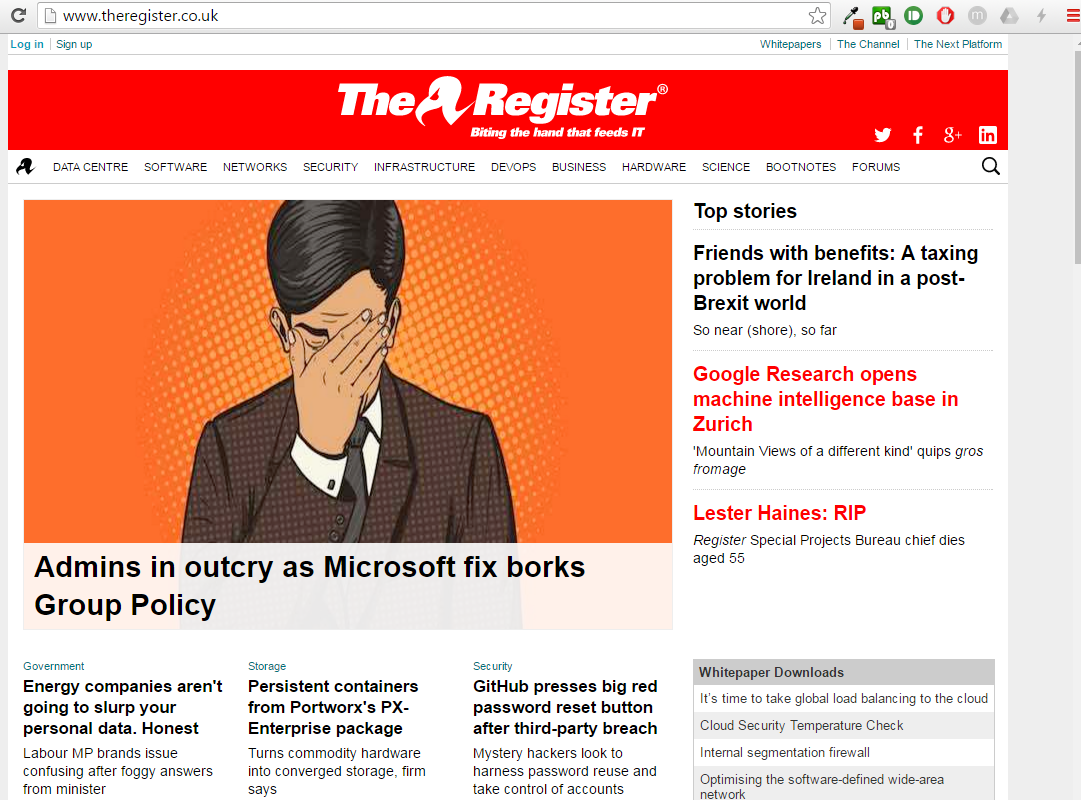 www.theregister.co.uk
Log in
Sign up
Whitepapers
The Channel
The Next Platform
The Register®
Biting the hand that feeds IT
DATA CENTRE
SOFTWARE
NETWORKS
SECURITY
INFRASTRUCTURE
DEVOPS
BUSINESS
HARDWARE
SCIENCE
BOOTNOTES
FORUMS
Admins in outcry as Microsoft fix borks
Group Policy
Top stories
Friends with benefits: A taxing
problem for Ireland in a post-
Brexit world
So near (shore), so far
Google Research opens
machine intelligence base in
Zurich
'Mountain Views of a different kind' quips gros
fromage
Lester Haines: RIP
Register Special Projects Bureau chief dies
aged 55
Government
Energy companies aren't
going to slurp your
personal data. Honest
Labour MP brands issue
confusing after foggy answers
from minister
Storage
Persistent containers
from Portworx's PX-
Enterprise package
Turns commodity hardware
into converged storage, firm
says
Security
GitHub presses big red
password reset button
after third-party breach
Mystery hackers look to
harness password reuse and
take control of accounts
Whitepaper Downloads
It's time to take global load balancing to the cloud
Cloud Security Temperature Check
Internal segmentation firewall
Optimising the software-defined wide-area
network